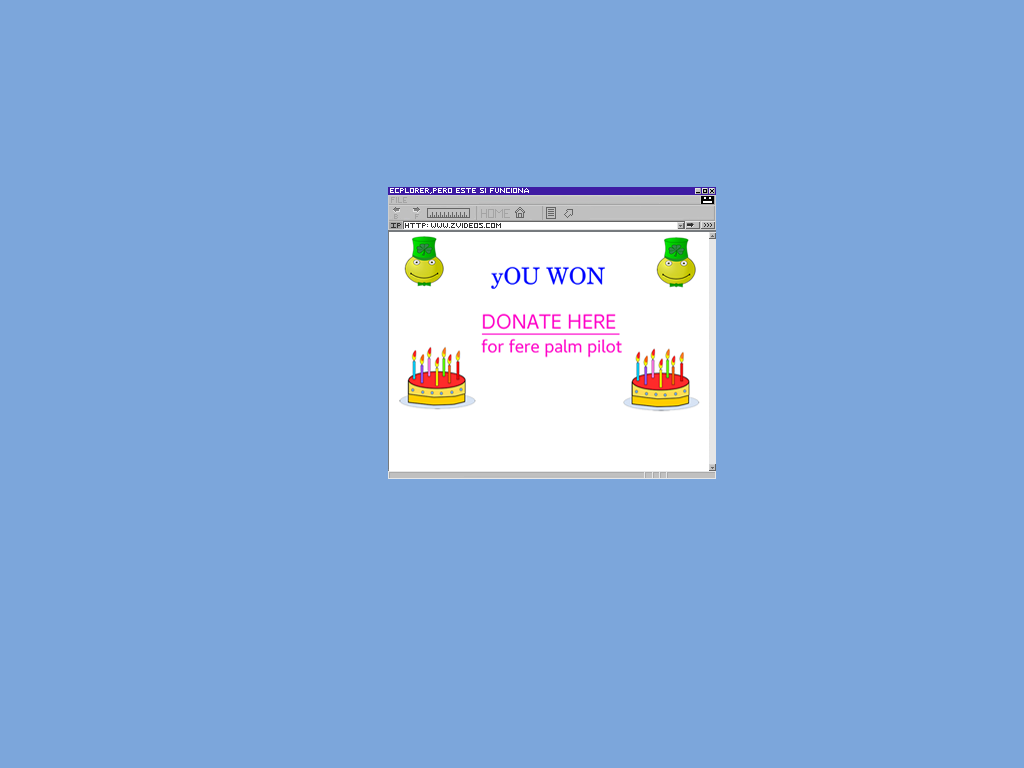 ECPLORER,PERO ESTE SI FUNCIONA
FILE
HOME
IP HTTP: WWW.ZVIDEOS.COM
yOU WON
DONATE HERE
for fere palm pilot